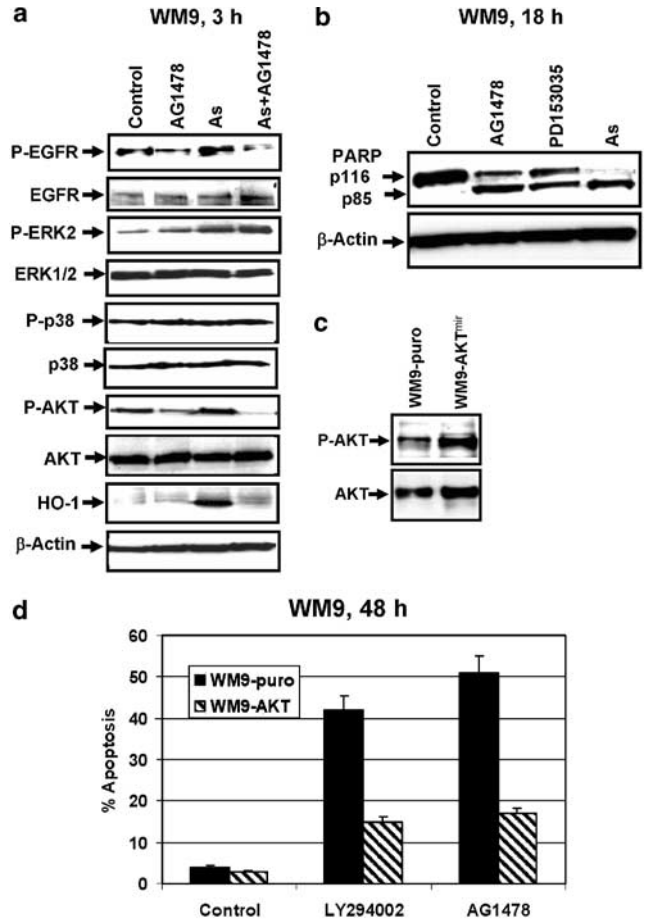 a
WM9, 3 h
Control
AG1478
As
As+AG1478
P-EGFR
EGFR
P-ERK2
ERK1/2
P-p38
p38
P-AKT
AKT
HO-1
β-Actin
b
WM9, 18 h
Control
AG1478
PD153035
As
PARP
p116
p85
β-Actin
c
WM9-puro
WM9-AKTmir
P-AKT
AKT
d
WM9, 48 h
% Apoptosis
60
50
40
30
20
10
0
WM9-puro
WM9-AKT
Control
LY294002
AG1478